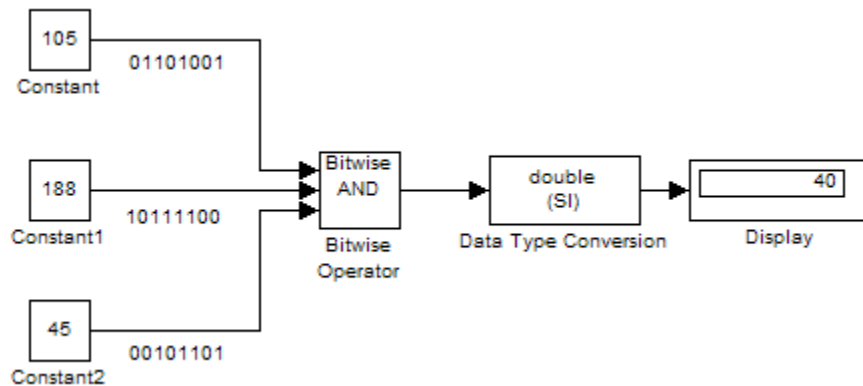 105
01101001
Constant
188
10111100
Constant1
45
00101101
Constant2
Bitwise
AND
Bitwise
Operator
double
(SI)
Data Type Conversion
40
Display